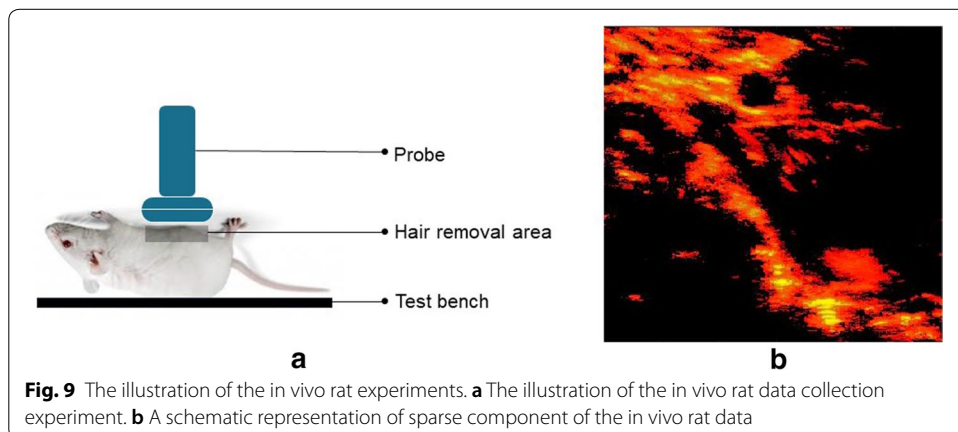 Probe
Hair removal area
Test bench
a
b
Fig. 9 The illustration of the in vivo rat experiments. a The illustration of the in vivo rat data collection
experiment. b A schematic representation of sparse component of the in vivo rat data